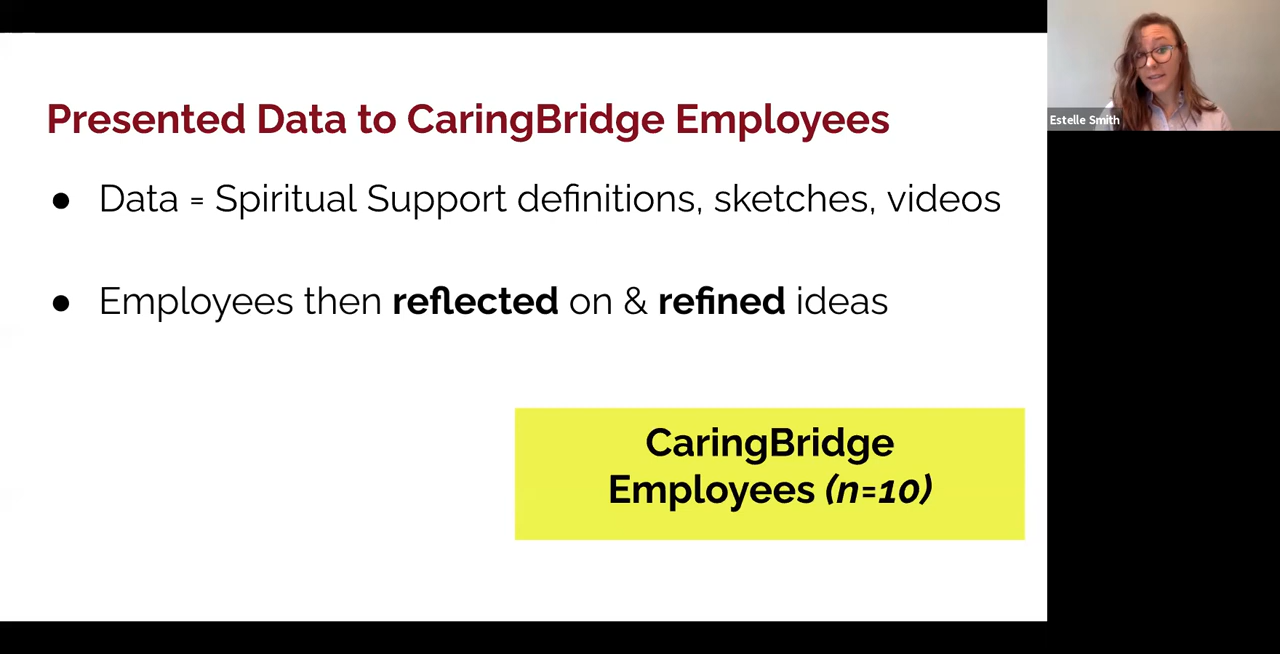 Presented Data to CaringBridge Employees
● Data = Spiritual Support definitions, sketches, videos
● Employees then reflected on & refined ideas
CaringBridge
Employees (n=10)
Estelle Smith